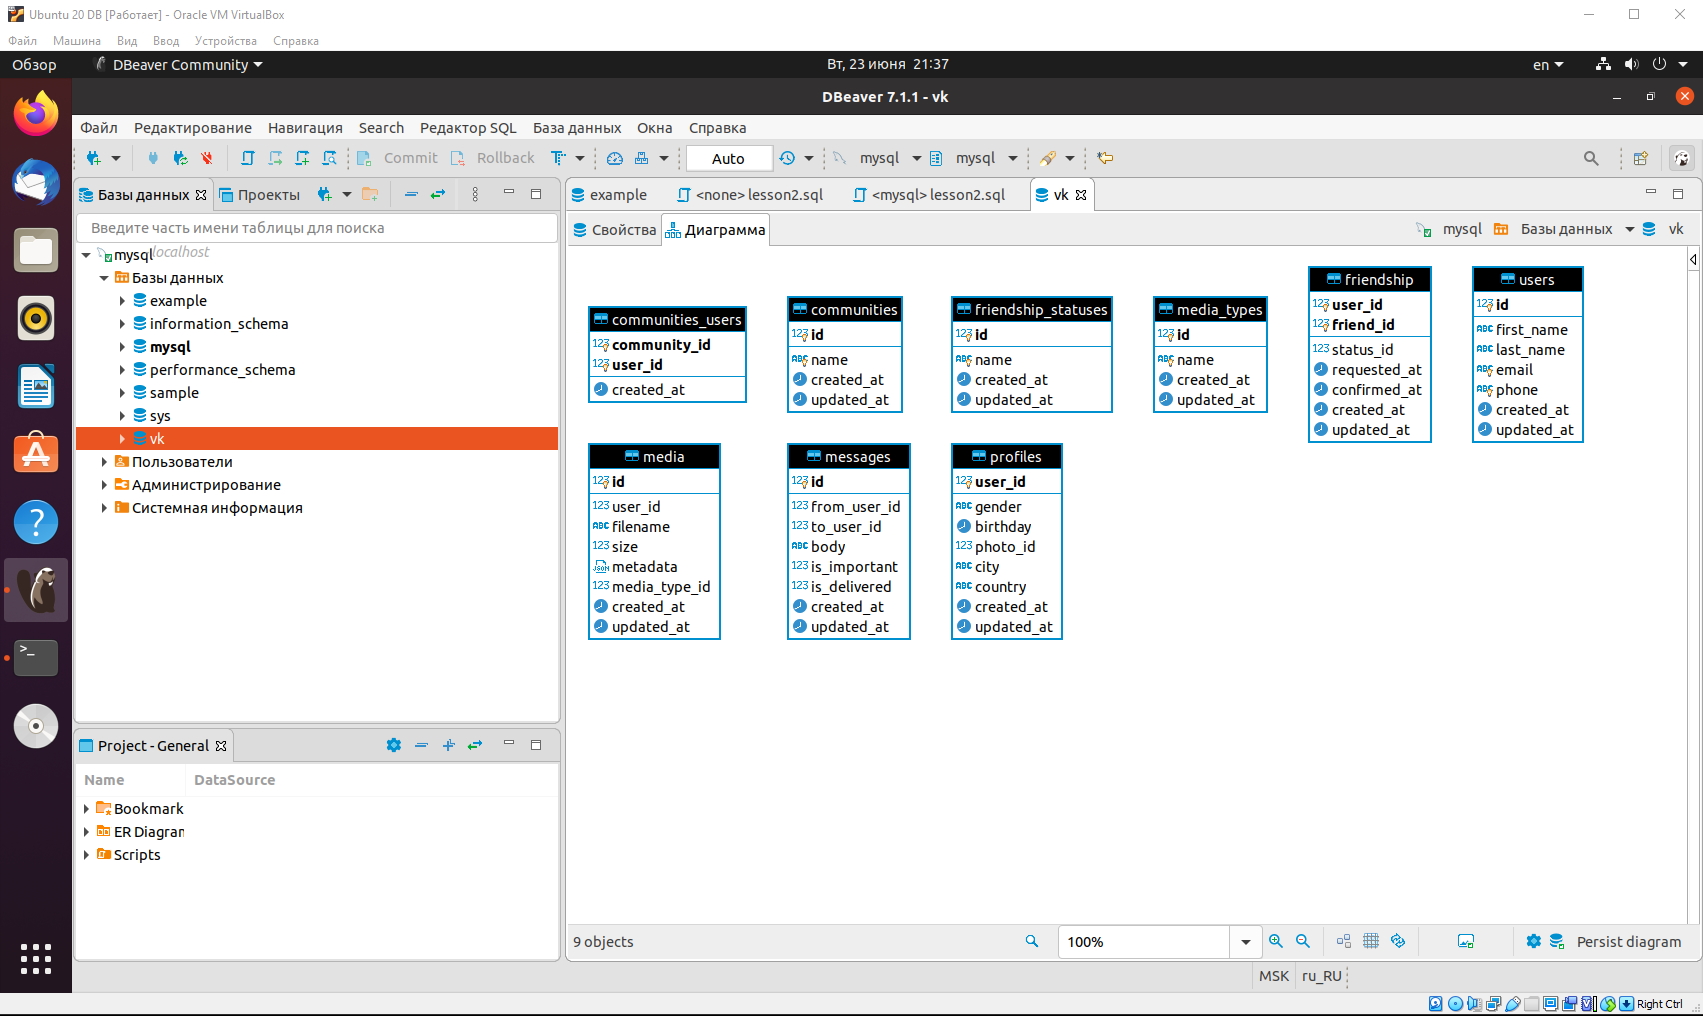 Ubuntu 20 DB [Работает] - Oracle VM VirtualBox
Файл Машина Вид Ввод Устройства Справка
Обзор DBeaver Community Вт, 23 июня 21:37 en
DBeaver 7.1.1 - vk
Файл Редактирование Навигация Search Редактор SQL База данных Окна Справка
Commit Rollback Auto mysql mysql
Базы данных Проекты
Введите часть имени таблицы для поиска
mysql localhost
Базы данных
example
information_schema
mysql
performance_schema
sample
sys
vk
Пользователи
Администрирование
Системная информация
Project - General
Name DataSource
Bookmark
ER Diagran
Scripts
example <none> lesson2.sql <mysql> lesson2.sql vk
Свойства Диаграмма mysql Базы данных vk
communities_users
community_id
user_id
created_at
communities
id
name
created_at
updated_at
friendship_statuses
id
name
created_at
updated_at
media_types
id
name
created_at
updated_at
friendship
user_id
friend_id
status_id
requested_at
confirmed_at
created_at
updated_at
users
id
first_name
last_name
email
phone
created_at
updated_at
media
id
user_id
filename
size
metadata
media_type_id
created_at
updated_at
messages
id
from_user_id
to_user_id
body
is_important
is_delivered
created_at
updated_at
profiles
user_id
gender
birthday
photo_id
city
country
created_at
updated_at
9 objects 100% Persist diagram
MSK ru_RU
Right Ctrl